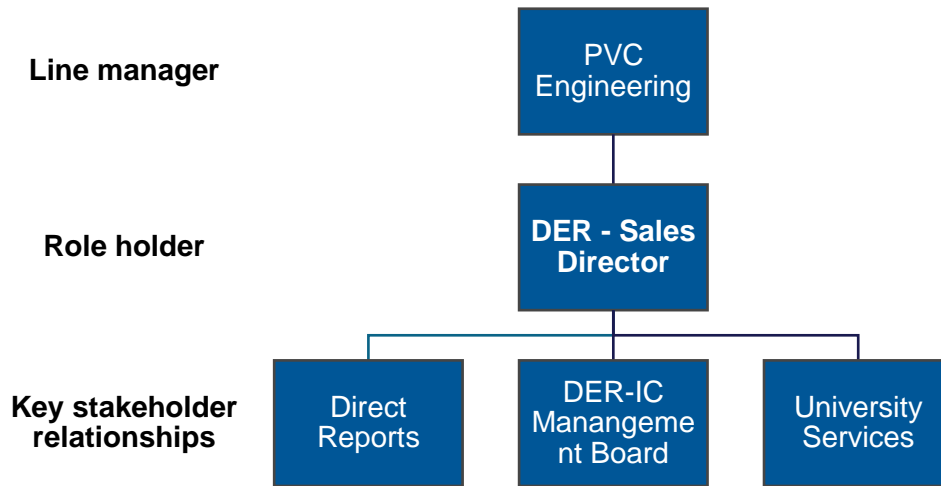 Line manager
PVC
Engineering
Role holder
DER - Sales
Director
Key stakeholder
relationships
Direct
Reports
DER-IC
Manangeme
nt Board
University
Services